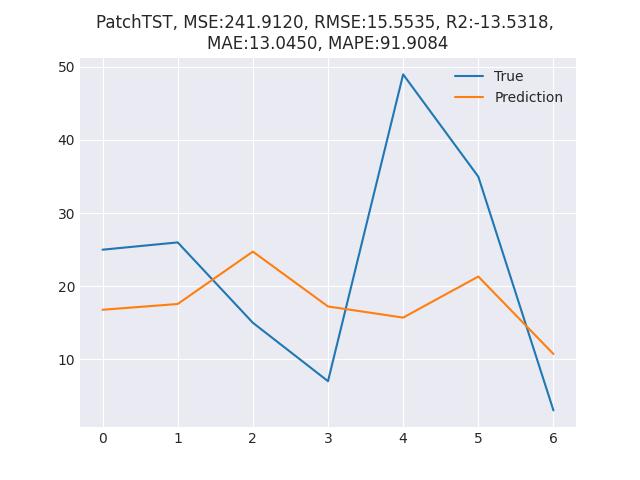 PatchTST, MSE:241.9120, RMSE:15.5535, R2:-13.5318,
MAE:13.0450, MAPE:91.9084
True
Prediction
50
40
30
20
10
0 1 2 3 4 5 6